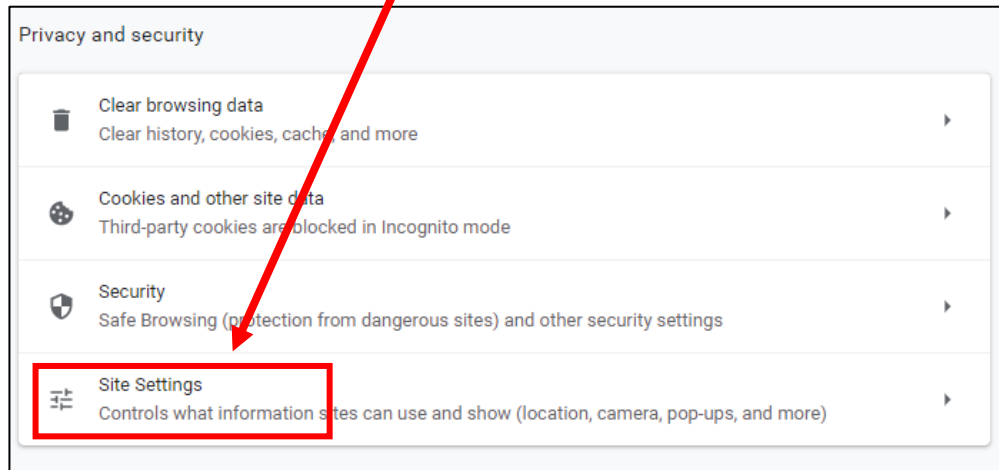 Privacy and security
Clear browsing data
Clear history, cookies, cache, and more
Cookies and other site data
Third-party cookies are blocked in Incognito mode
Security
Safe Browsing (protection from dangerous sites) and other security settings
Site Settings
Controls what information sites can use and show (location, camera, pop-ups, and more)